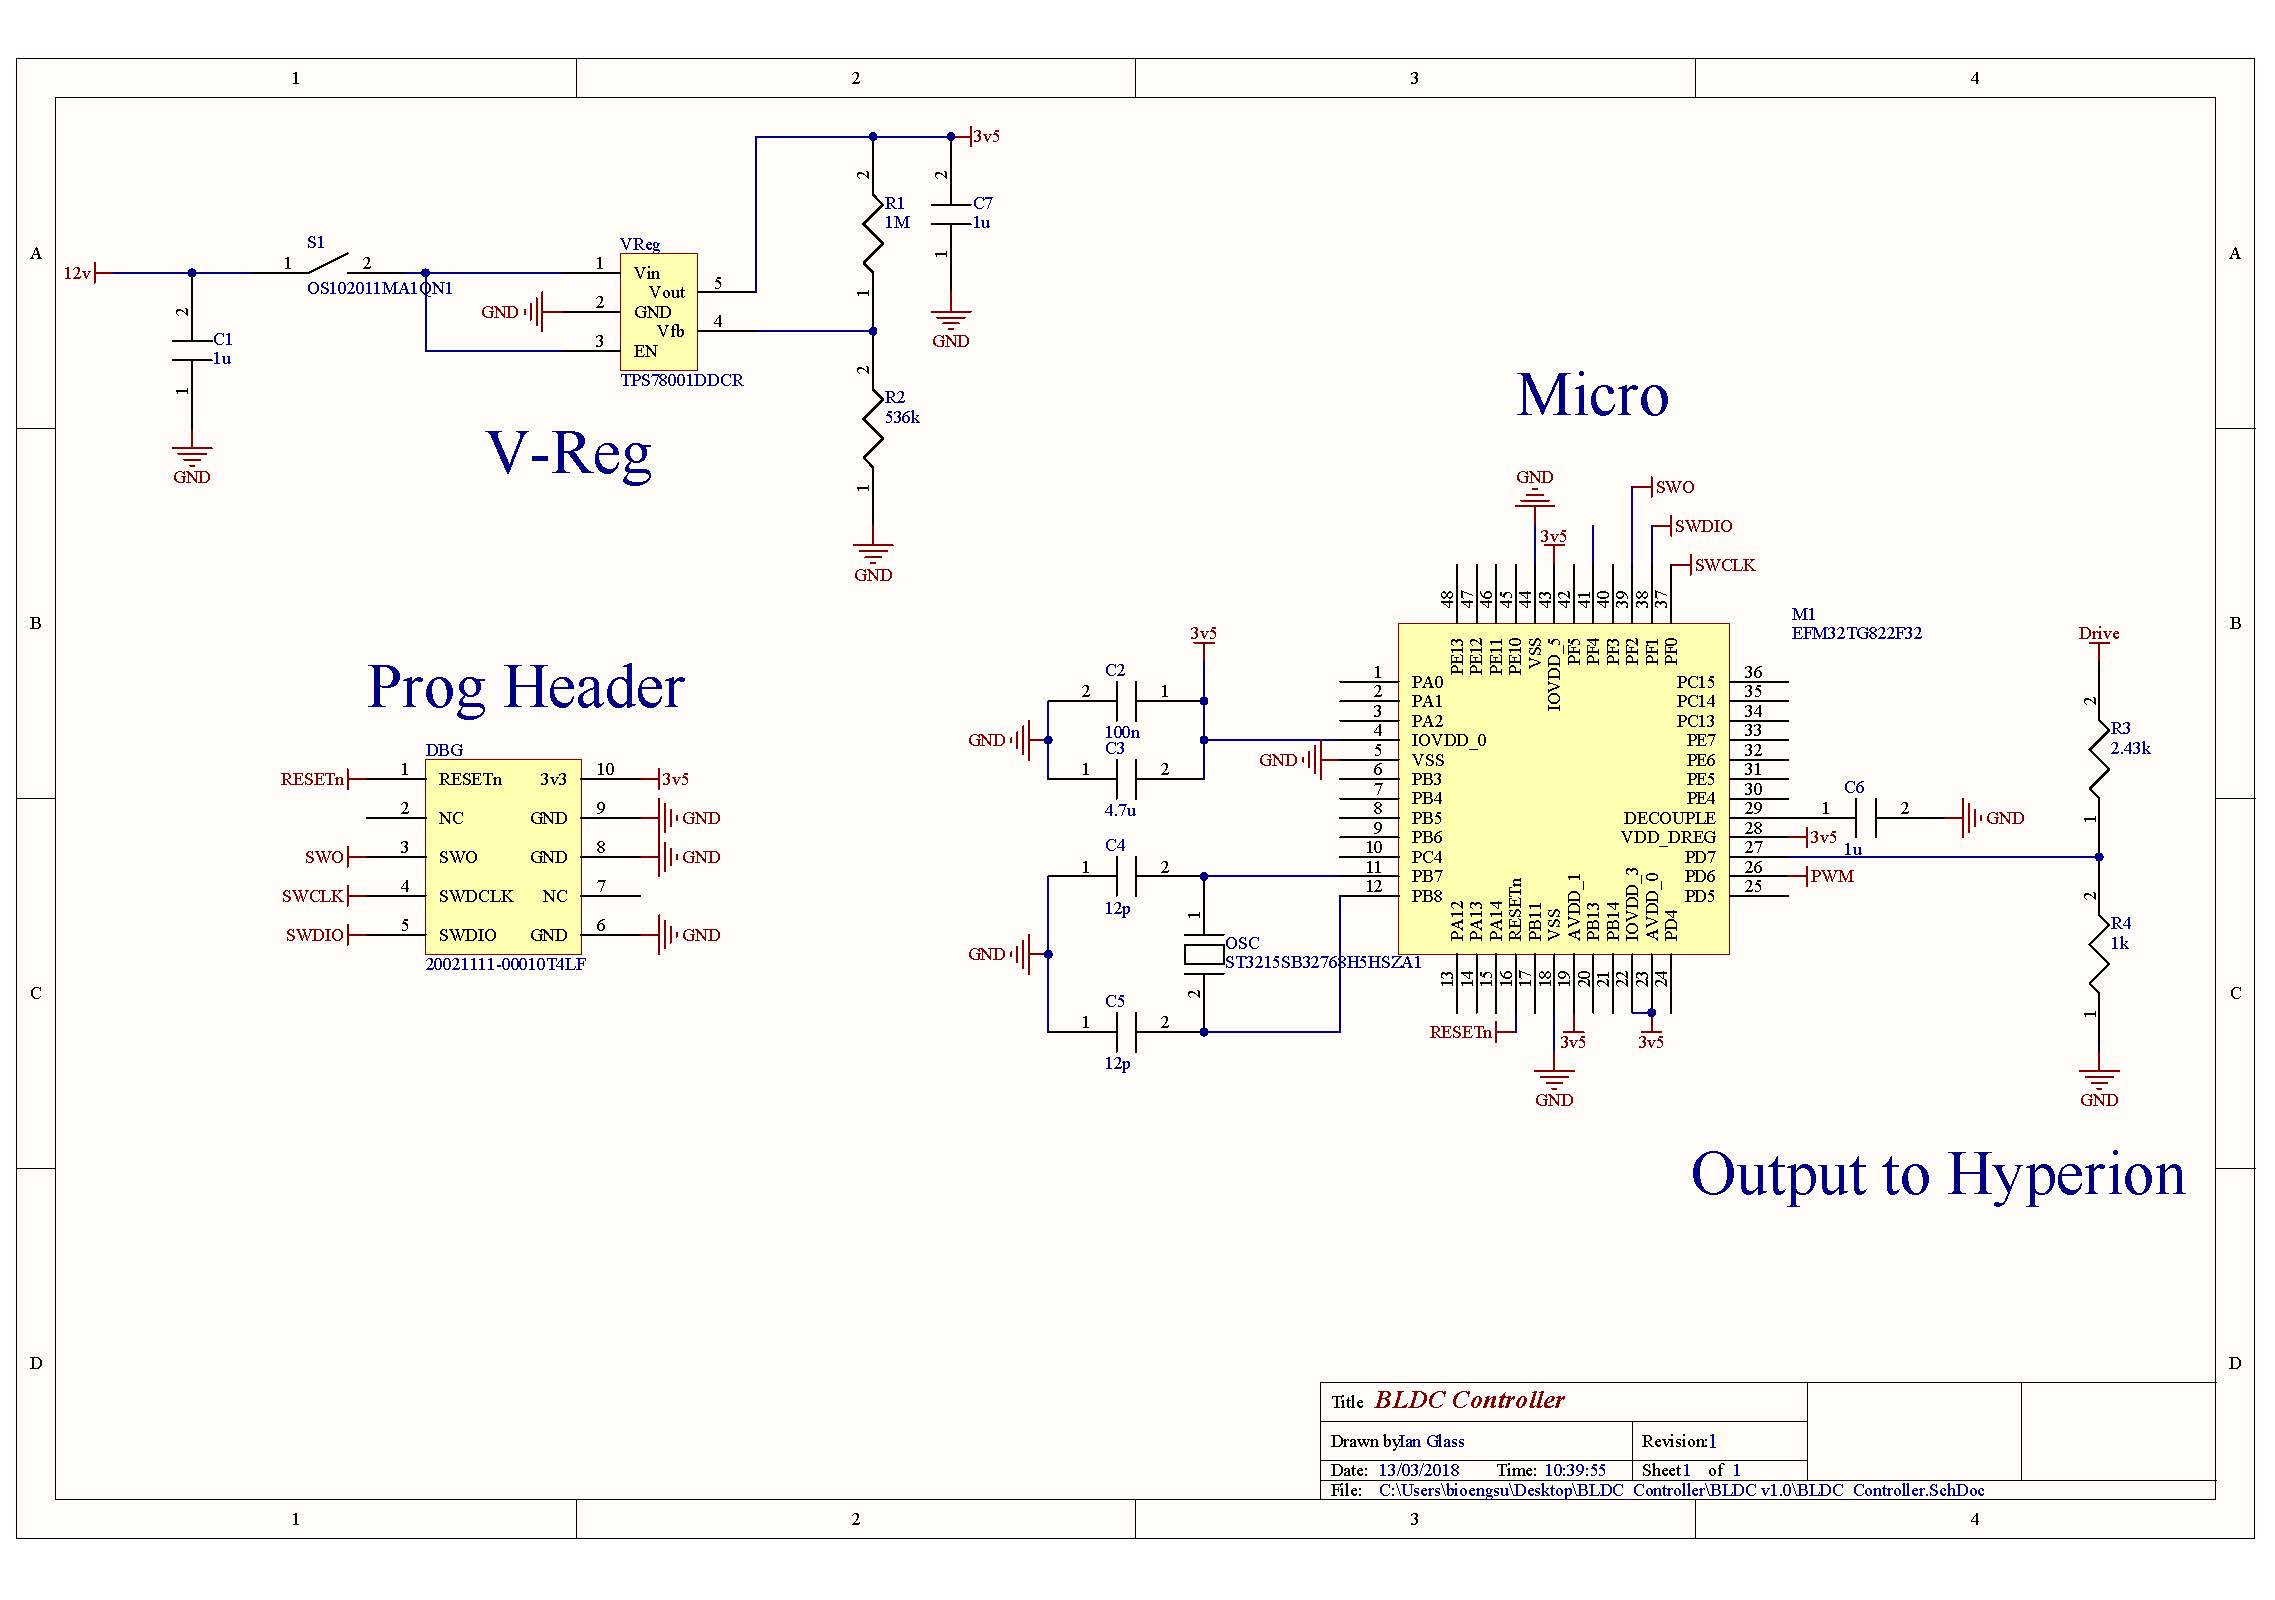 1 2 3 4
A
B
C
D
A
B
C
D
12v
S1
1 2
OS102011MA1QN1
2
C1
1u
1
GND
VReg
1 Vin
Vout 5
GND 2 GND
Vfb 4
3 EN
TPS78001DDCR
3v5
2
R1
1M
1
2
C7
1u
1
GND
2
R2
536k
1
GND
V-Reg
Prog Header
DBG
RESETn 1 RESETn 3v3 10 3v5
2 NC GND 9 GND
SWO 3 SWO GND 8 GND
SWCLK 4 SWDCLK NC 7
SWDIO 5 SWDIO GND 6 GND
20021111-00010T4LF
Micro
GND
3v5
SWO
SWDIO
SWCLK
48 47 46 45 44 43 42 41 40 39 38 37
PE13 PE12 PE11 PE10 VSS IOVDD_5 PF5 PF4 PF3 PF2 PF1 PF0
M1
EFM32TG822F32
1 PA0
2 PA1
3 PA2
4 IOVDD_0
GND 5 VSS
6 PB3
7 PB4
8 PB5
9 PB6
10 PC4
11 PB7
12 PB8
PC15 36
PC14 35
PC13 34
PE7 33
PE6 32
PE5 31
PE4 30
DECOUPLE 29
VDD_DREG 28 3v5
PD7 27
PD6 26 PWM
PD5 25
PA12 PA13 PA14 RESETn PB11 VSS AVDD_1 PB13 PB14 IOVDD_3 AVDD_0 PD4
13 14 15 16 17 18 19 20 21 22 23 24
RESETn
3v5
3v5
GND
3v5
C2
2 1
100n
GND
C3
1 2
4.7u
C4
1 2
12p
GND
1
OSC
ST3215SB32768H5HSZA1
2
C5
1 2
12p
C6
1 2
GND
1u
Drive
2
R3
2.43k
1
2
R4
1k
1
GND
Output to Hyperion
Title BLDC Controller
Drawn by Ian Glass
Revision: 1
Date: 13/03/2018 Time: 10:39:55
Sheet 1 of 1
File: C:\Users\bioengsu\Desktop\BLDC Controller\BLDC v1.0\BLDC Controller.SchDoc
1 2 3 4